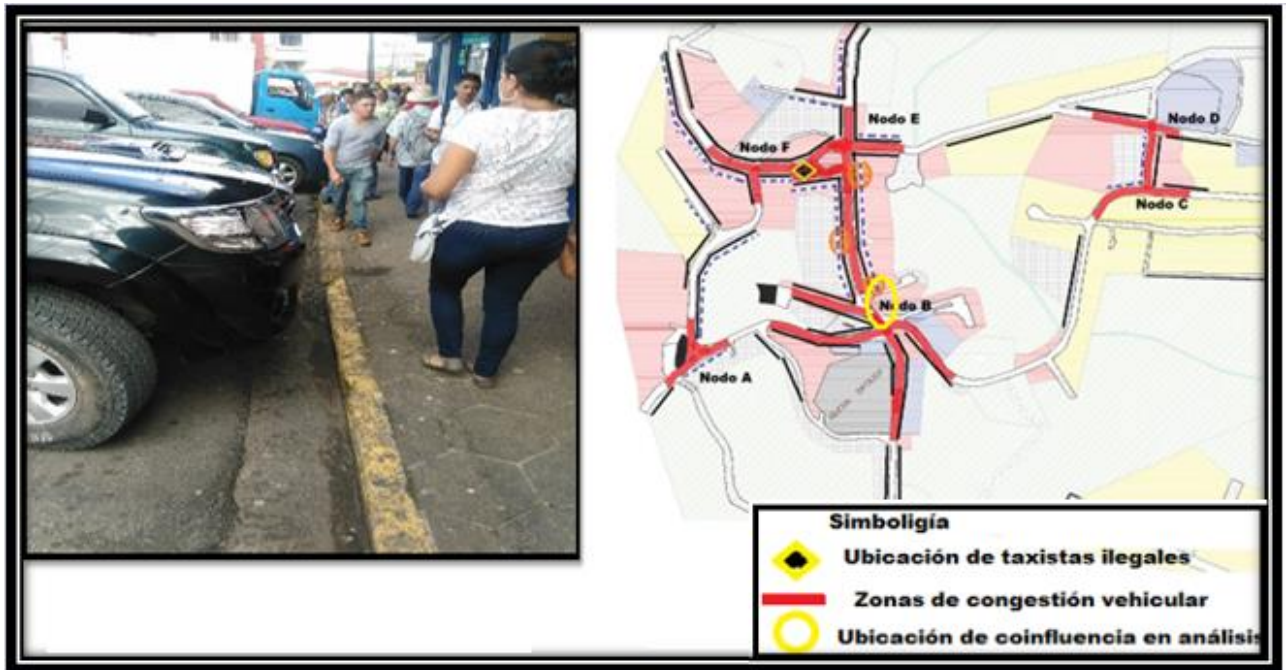 Nodo E
Nodo D
Nodo F
Nodo C
Nodo B
Nodo A
Simboligía
Ubicación de taxistas ilegales
Zonas de congestión vehicular
Ubicación de coinfluencia en análisis